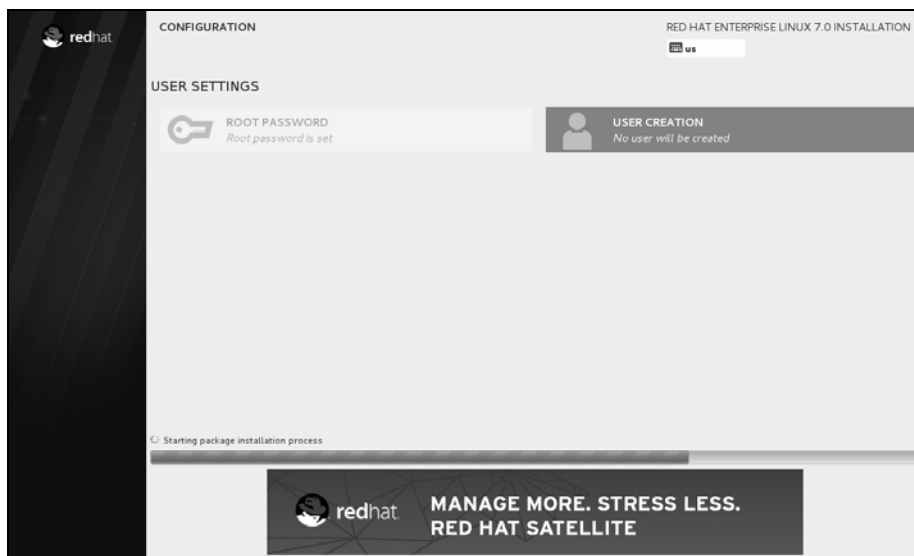 redhat.
CONFIGURATION
RED HAT ENTERPRISE LINUX 7.0 INSTALLATION
us
USER SETTINGS
ROOT PASSWORD
Root password is set
USER CREATION
No user will be created
Starting package installation process
redhat.
MANAGE MORE. STRESS LESS.
RED HAT SATELLITE